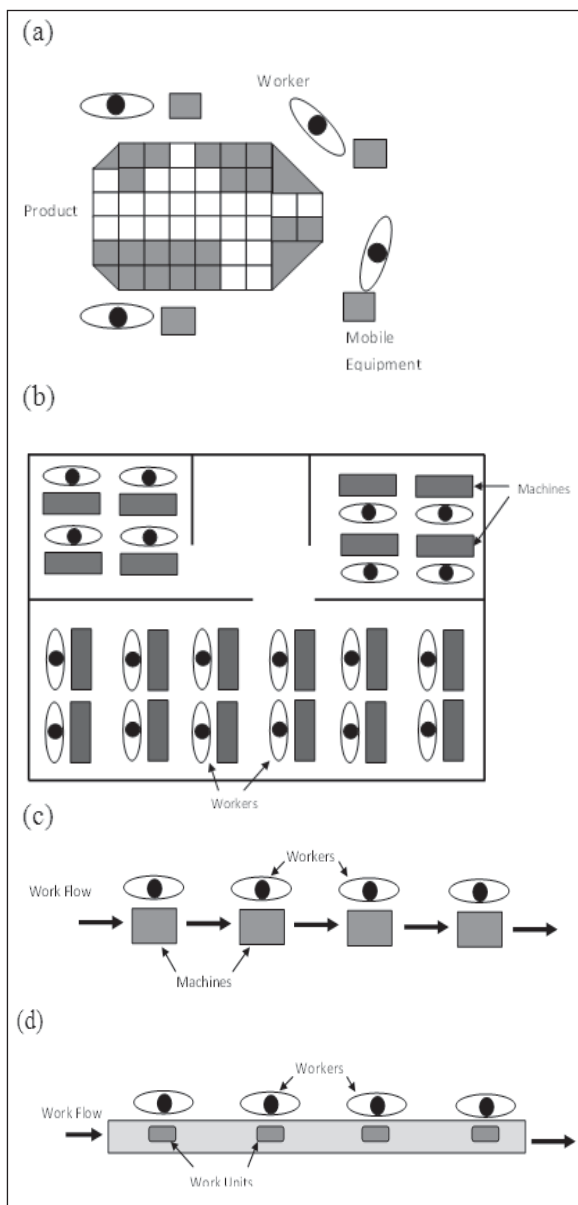 (a)
Worker
Product
Mobile
Equipment
(b)
Machines
Workers
(c)
Workers
Work Flow
Machines
(d)
Workers
Work Flow
Work Units